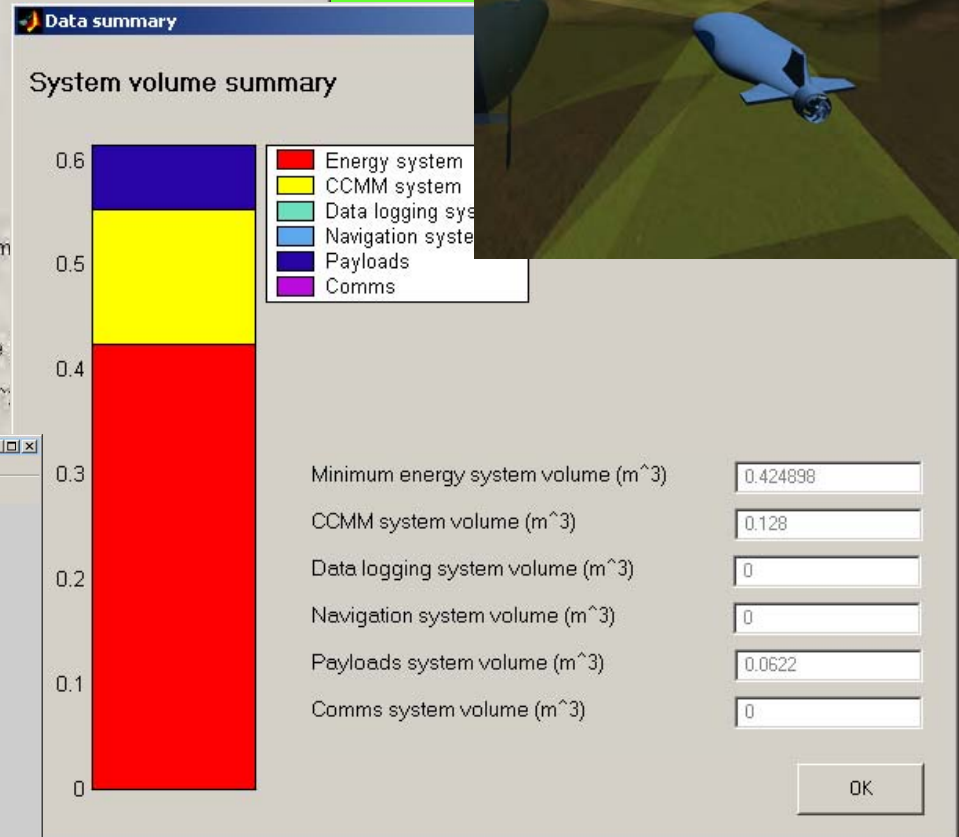 Data summary
System volume summary
0.6
0.5
0.4
0.3
0.2
0.1
0
Energy system
CCMM system
Data logging sys
Navigation syste
Payloads
Comms
Minimum energy system volume (m^3) 0.424898
CCMM system volume (m^3) 0.128
Data logging system volume (m^3) 0
Navigation system volume (m^3) 0
Payloads system volume (m^3) 0.0622
Comms system volume (m^3) 0
OK